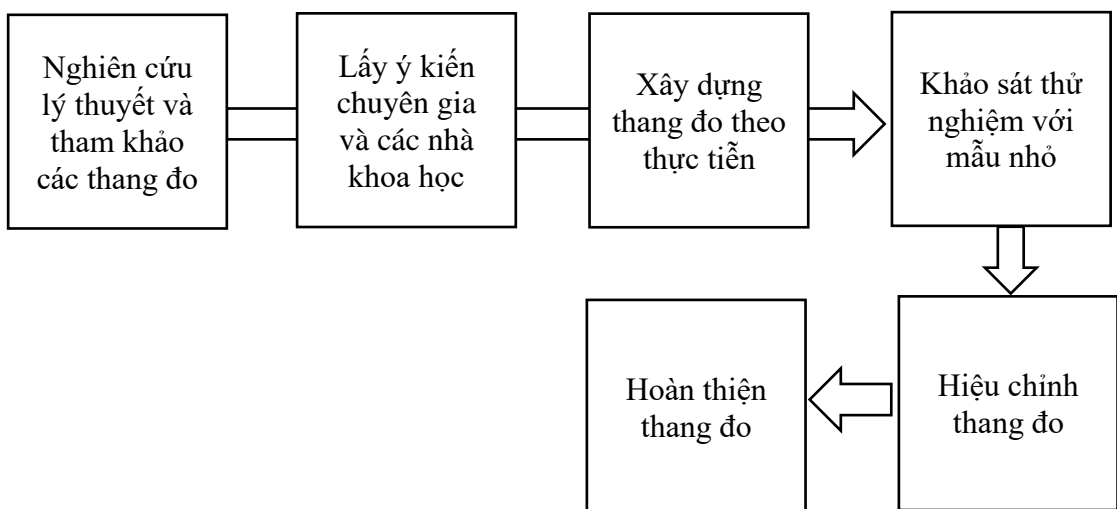 Nghiên cứu
lý thuyết và
tham khảo
các thang đo
Lấy ý kiến
chuyên gia
và các nhà
khoa học
Xây dựng
thang đo theo
thực tiễn
Khảo sát thử
nghiệm với
mẫu nhỏ
Hiệu chỉnh
thang đo
Hoàn thiện
thang đo